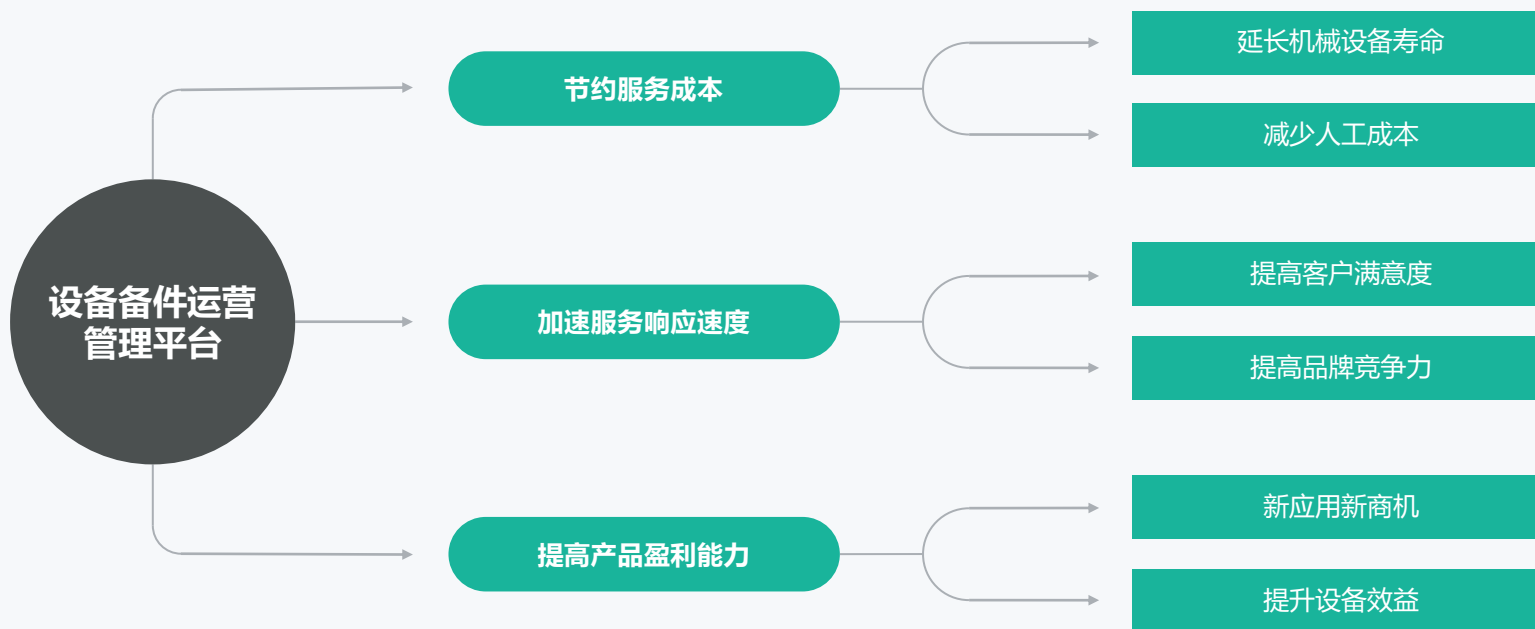 设备备件运营
管理平台
节约服务成本
延长机械设备寿命
减少人工成本
加速服务响应速度
提高客户满意度
提高品牌竞争力
提高产品盈利能力
新应用新商机
提升设备效益